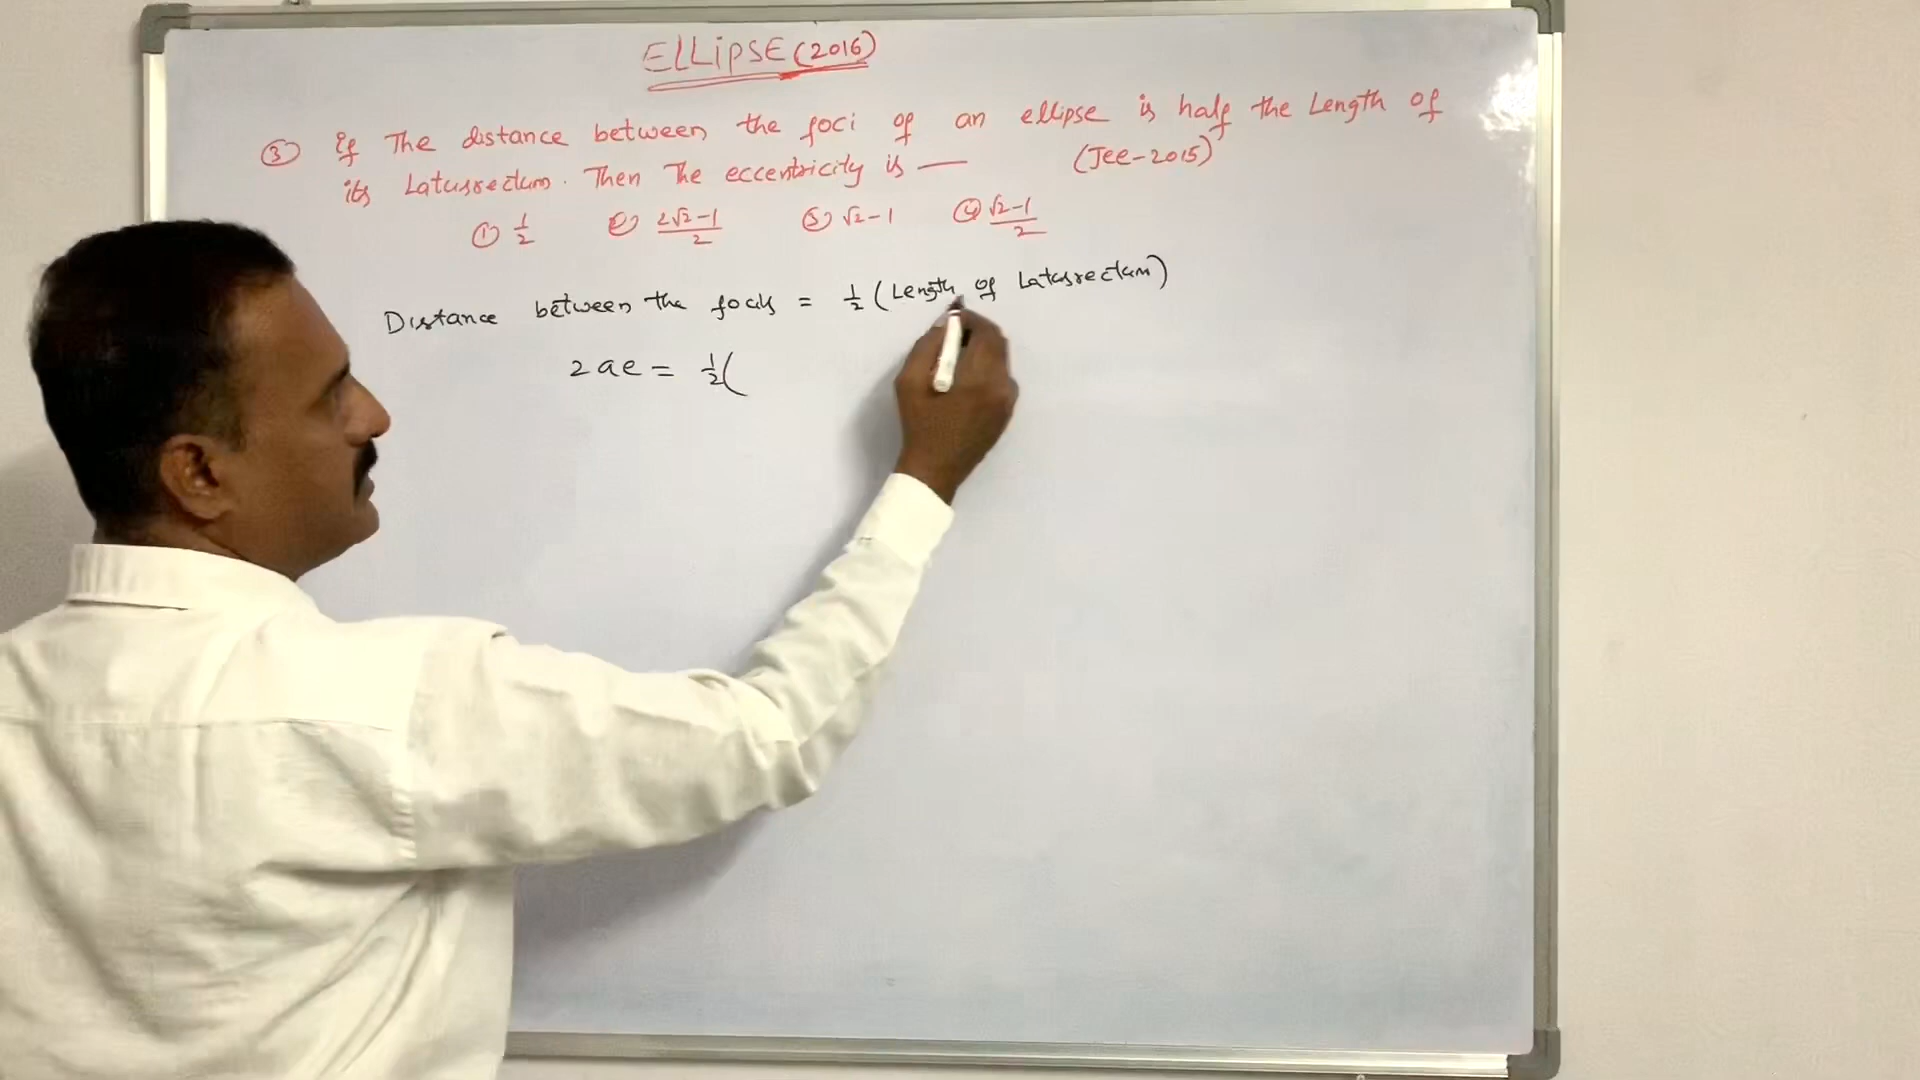 ELLIPSE (2016)
③ If The distance between the foci of an ellipse is half the Length of
its Latusrectum. Then The eccentricity is — (Jee-2015)
① 1/2 ② 2√2-1/2 ③ √2-1 ④ √2-1/2
Distance between the focus = 1/2 (Length of Latusrectum)
2ae = 1/2(